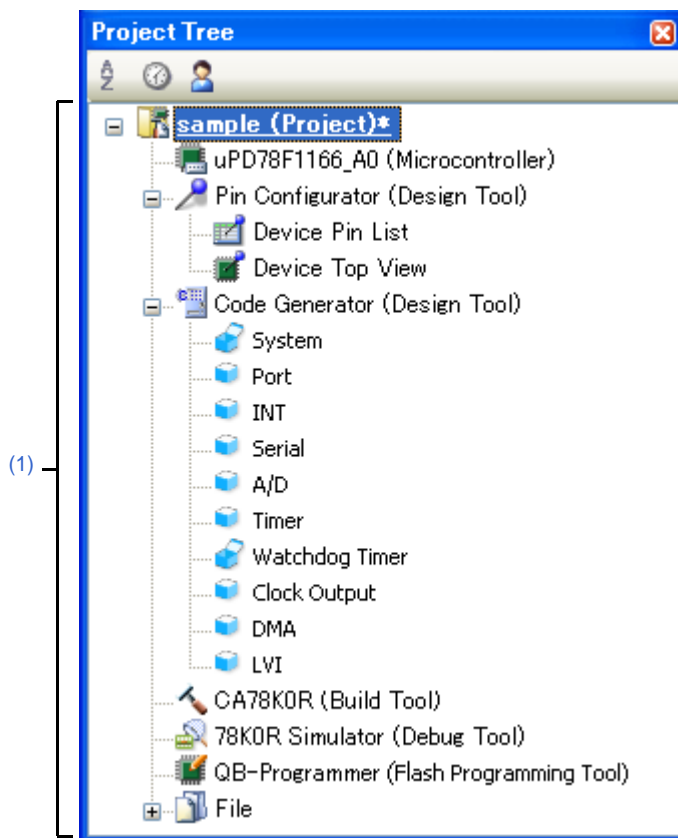 Project Tree
sample (Project)*
uPD78F1166_A0 (Microcontroller)
Pin Configurator (Design Tool)
Device Pin List
Device Top View
Code Generator (Design Tool)
System
Port
INT
Serial
(1)
A/D
Timer
Watchdog Timer
Clock Output
DMA
LVI
CA78K0R (Build Tool)
78K0R Simulator (Debug Tool)
QB-Programmer (Flash Programming Tool)
File